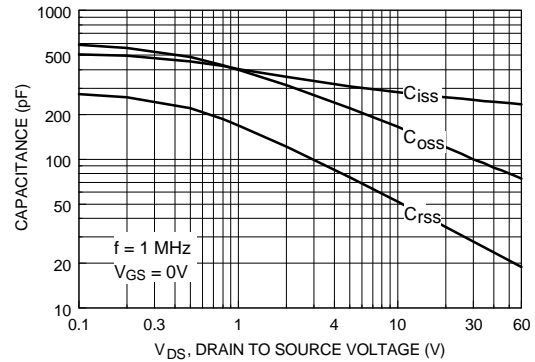 1000
500
200
100
50
20
10
CAPACITANCE (pF)
Ciss
Coss
Crss
f = 1 MHz
VGS = 0V
0.1 0.3 1 4 10 30 60
VDS, DRAIN TO SOURCE VOLTAGE (V)